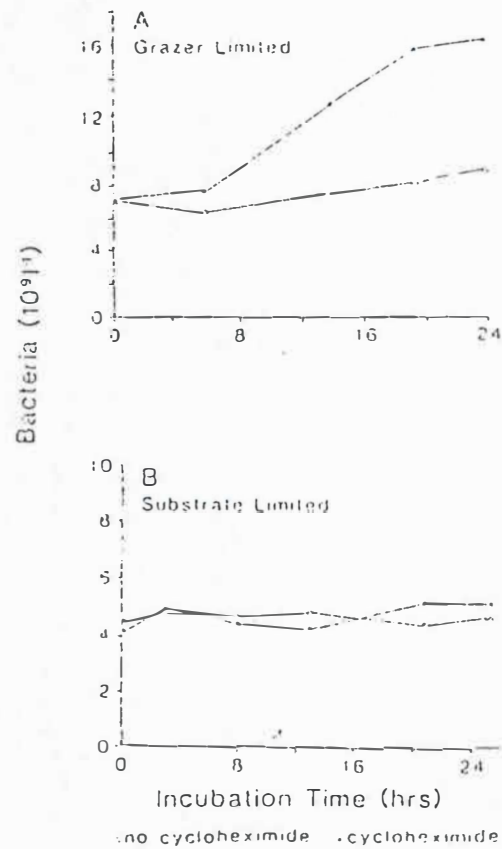 A
Grazer Limited
16
12
8
4
0
0 8 16 24
Bacteria (10⁹l⁻¹)
B
Substrate Limited
10
8
6
4
2
0
0 8 16 24
Incubation Time (hrs)
no cycloheximide . cycloheximide